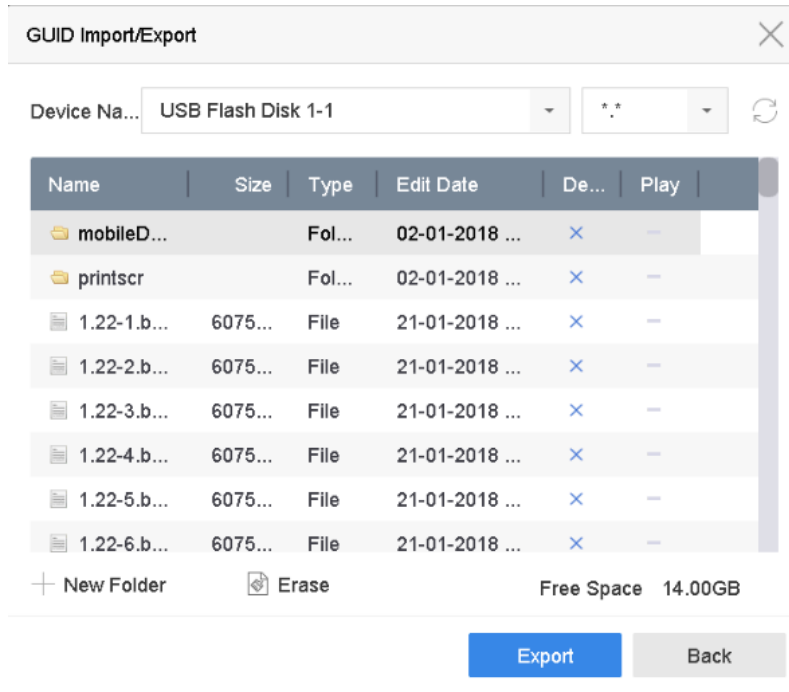 GUID Import/Export
Device Na... USB Flash Disk 1-1 *.*
Name Size Type Edit Date De... Play
mobileD... Fol... 02-01-2018 ...
printscr Fol... 02-01-2018 ...
1.22-1.b... 6075... File 21-01-2018 ...
1.22-2.b... 6075... File 21-01-2018 ...
1.22-3.b... 6075... File 21-01-2018 ...
1.22-4.b... 6075... File 21-01-2018 ...
1.22-5.b... 6075... File 21-01-2018 ...
1.22-6.b... 6075... File 21-01-2018 ...
New Folder Erase Free Space 14.00GB
Export Back